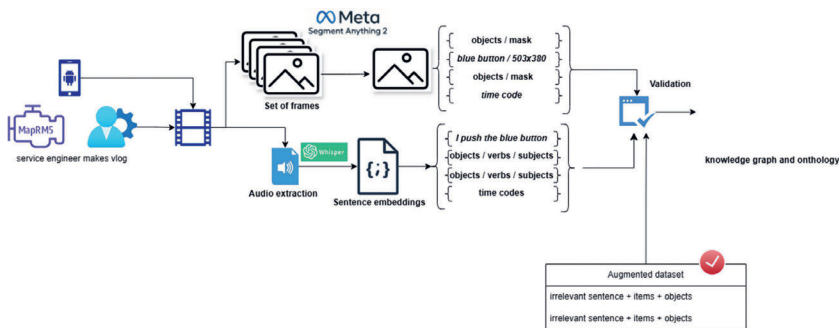 Meta
Segment Anything 2
objects / mask
blue button / 503x380
objects / mask
time code
Set of frames
Validation
MapRM5
service engineer makes vlog
Whisper
I push the blue button
objects / verbs / subjects
objects / verbs / subjects
time codes
{;}
Audio extraction
Sentence embeddings
knowledge graph and onthology
Augmented dataset
irrelevant sentence + items + objects
irrelevant sentence + items + objects